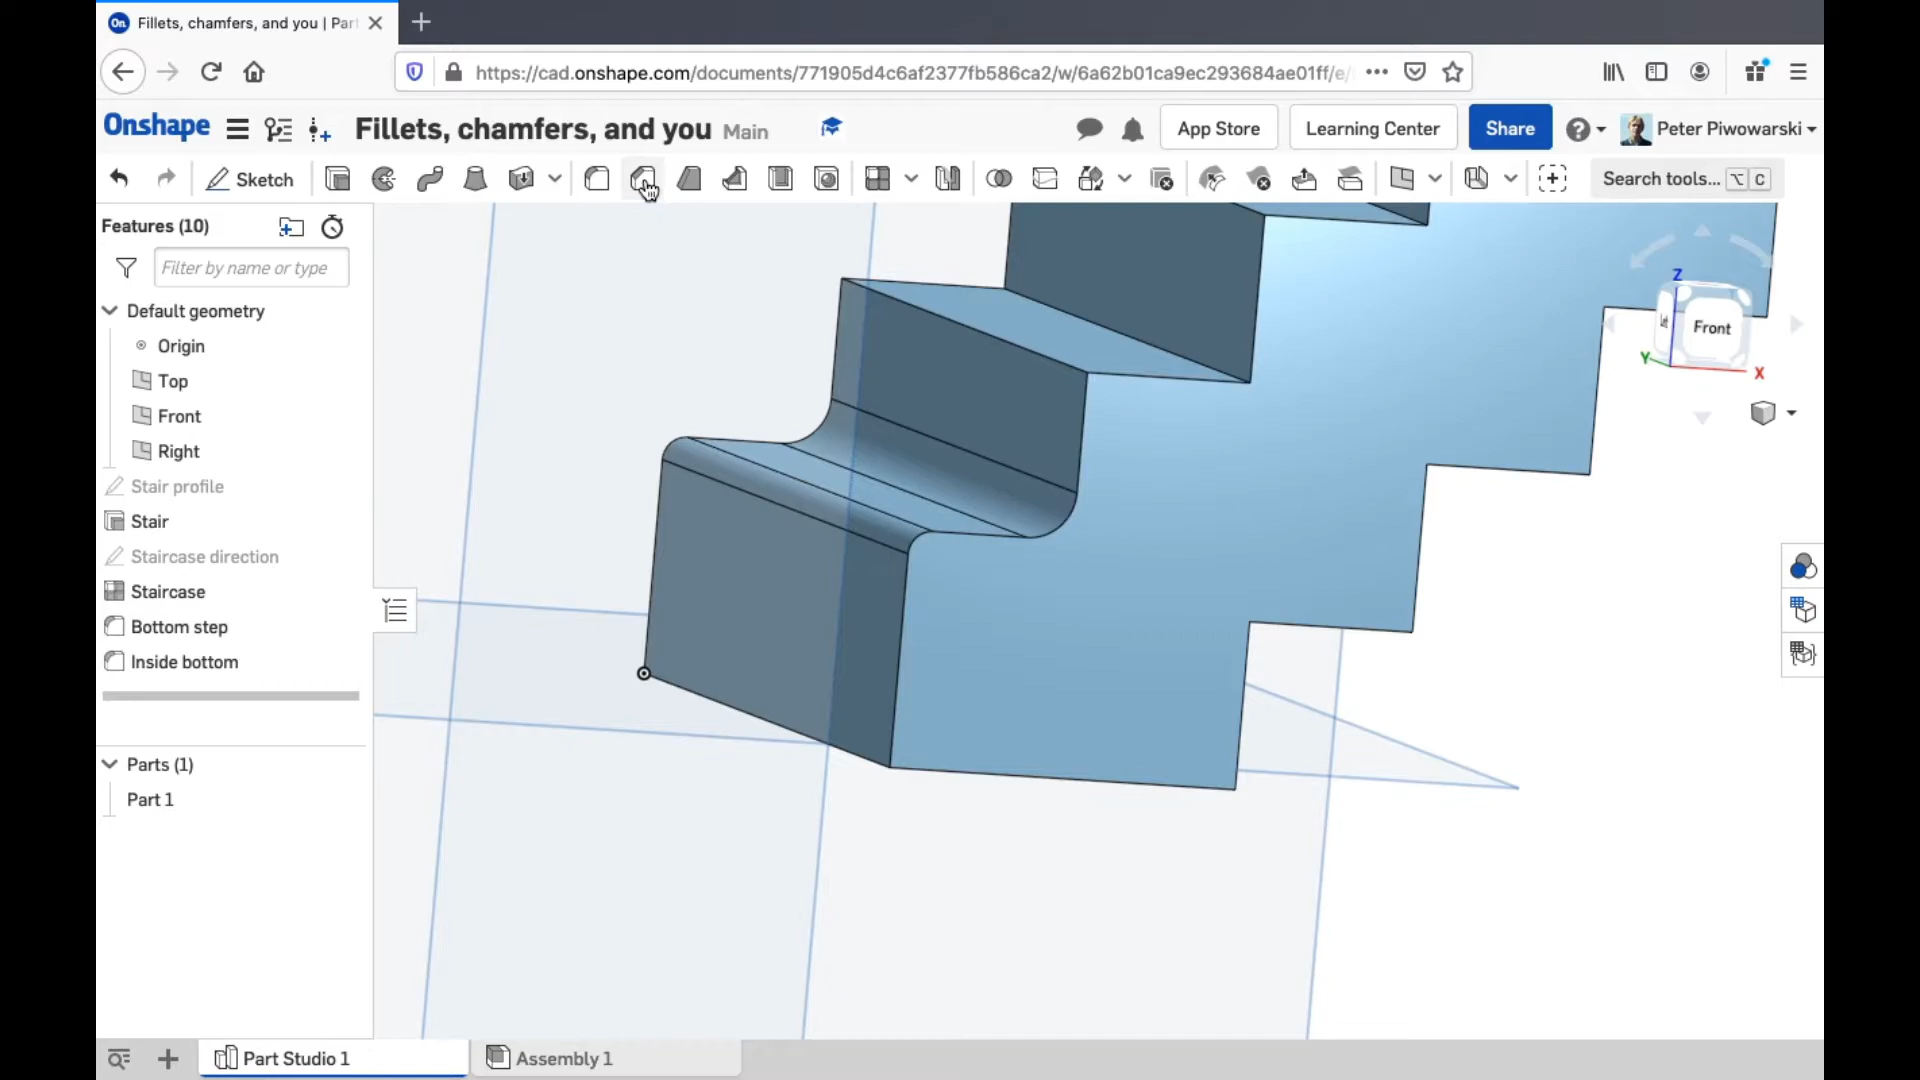 On. Fillets, chamfers, and you | Part
https://cad.onshape.com/documents/771905d4c6af2377fb586ca2/w/6a62b01ca9ec293684ae01ff/e/
Onshape Fillets, chamfers, and you Main App Store Learning Center Share Peter Piwowarski
Sketch Search tools... ⌥ C
Features (10)
Filter by name or type
Default geometry
Origin
Top
Front
Right
Stair profile
Stair
Staircase direction
Staircase
Bottom step
Inside bottom
Parts (1)
Part 1
Z
Front
Y
X
Part Studio 1 Assembly 1